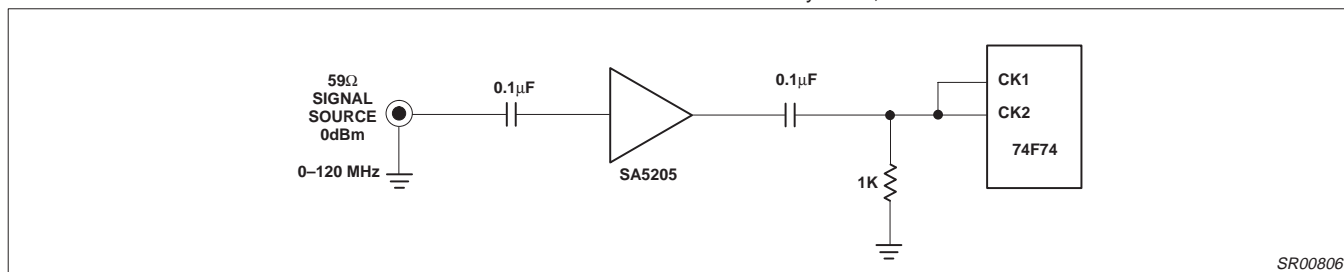 59Ω
SIGNAL
SOURCE
0dBm
0–120 MHz
0.1μF
SA5205
0.1μF
1K
CK1
CK2
74F74
SR00806